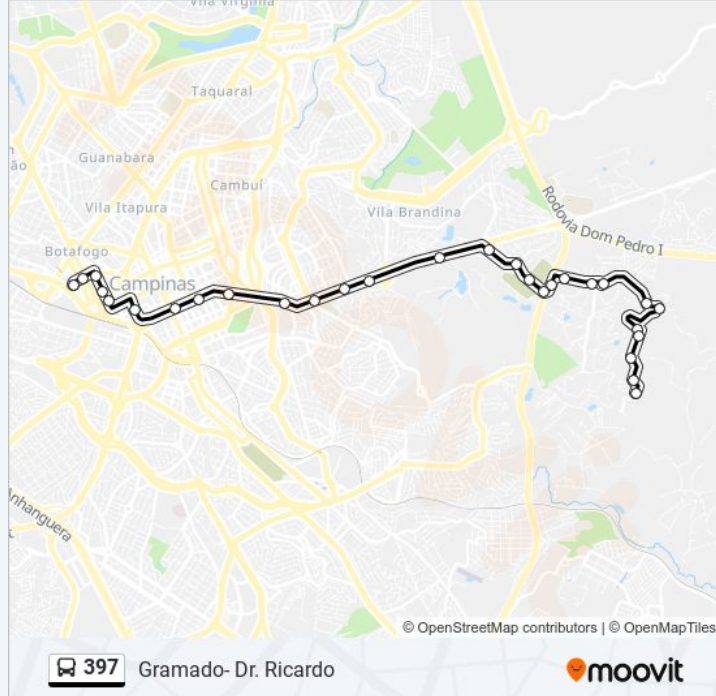 Vila Virgínia
Taquaral
Guanabara
ão
Cambuí
Vila Itapura
Vila Brandina
Rodovia Dom Pedro I
Botafogo
Campinas
Anhanguera
© OpenStreetMap contributors | © OpenMapTiles
397 Gramado- Dr. Ricardo
moovit